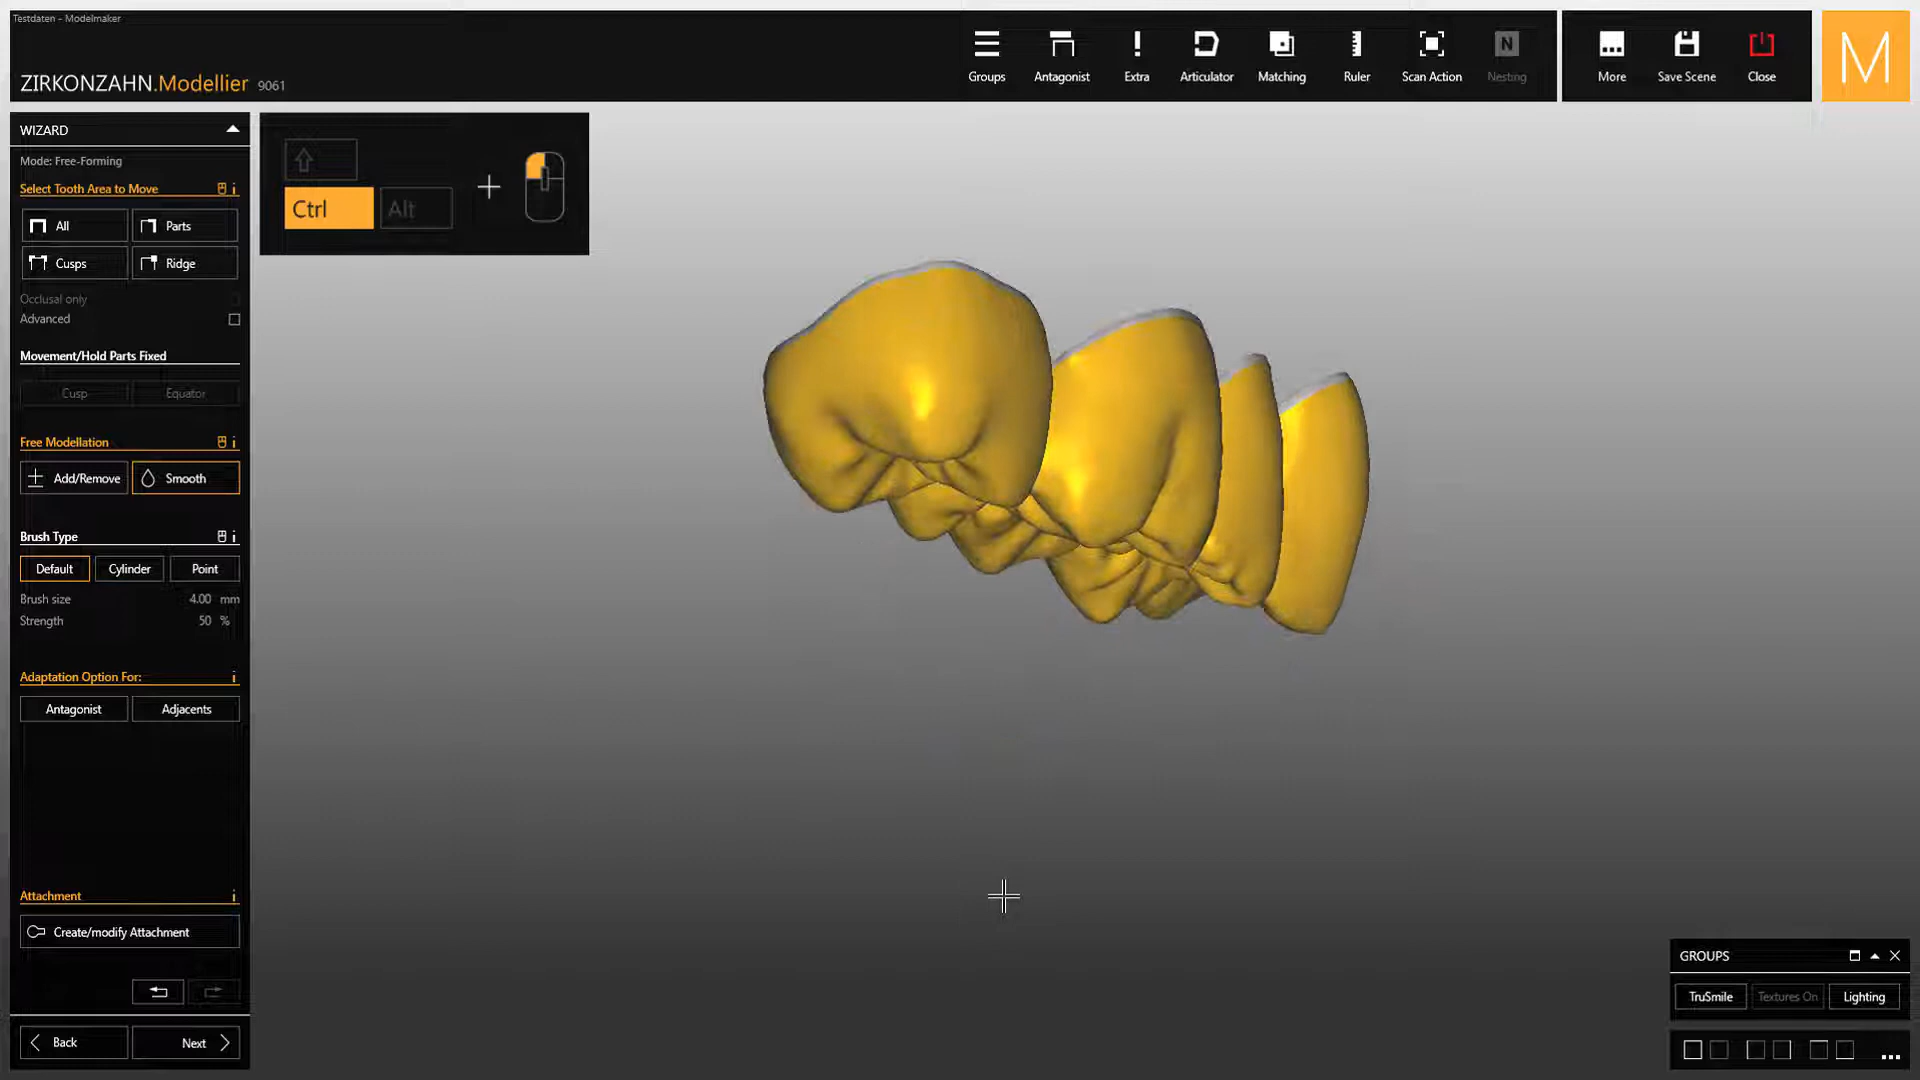 Testdaten - Modelmaker
ZIRKONZAHN.Modellier 9061
Groups Antagonist Extra Articulator Matching Ruler Scan Action Nesting More Save Scene Close
M
WIZARD
Mode: Free-Forming
Select Tooth Area to Move
All Parts
Cusps Ridge
Occlusal only
Advanced
Movement/Hold Parts Fixed
Cusp Equator
Free Modellation
Add/Remove Smooth
Brush Type
Default Cylinder Point
Brush size 4.00 mm
Strength 50 %
Adaptation Option For:
Antagonist Adjacents
Attachment
Create/modify Attachment
Back Next
Ctrl Alt +
GROUPS
TruSmile Textures On Lighting